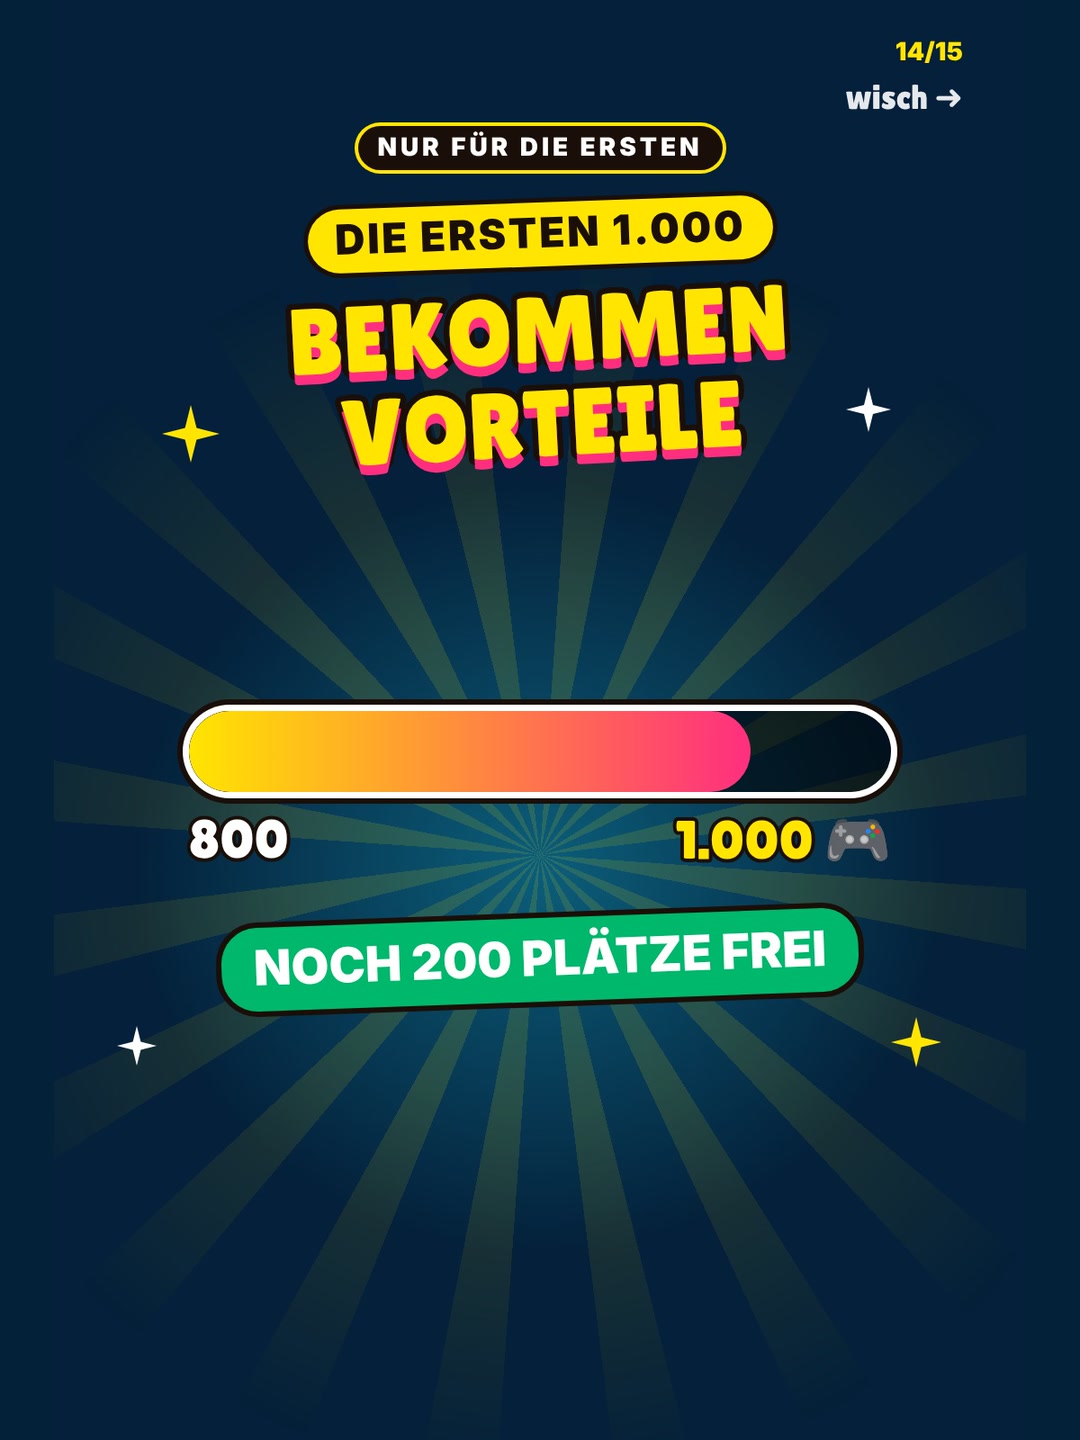 14/15
wisch →
NUR FÜR DIE ERSTEN
DIE ERSTEN 1.000
BEKOMMEN
VORTEILE
800
1.000 🎮
NOCH 200 PLÄTZE FREI